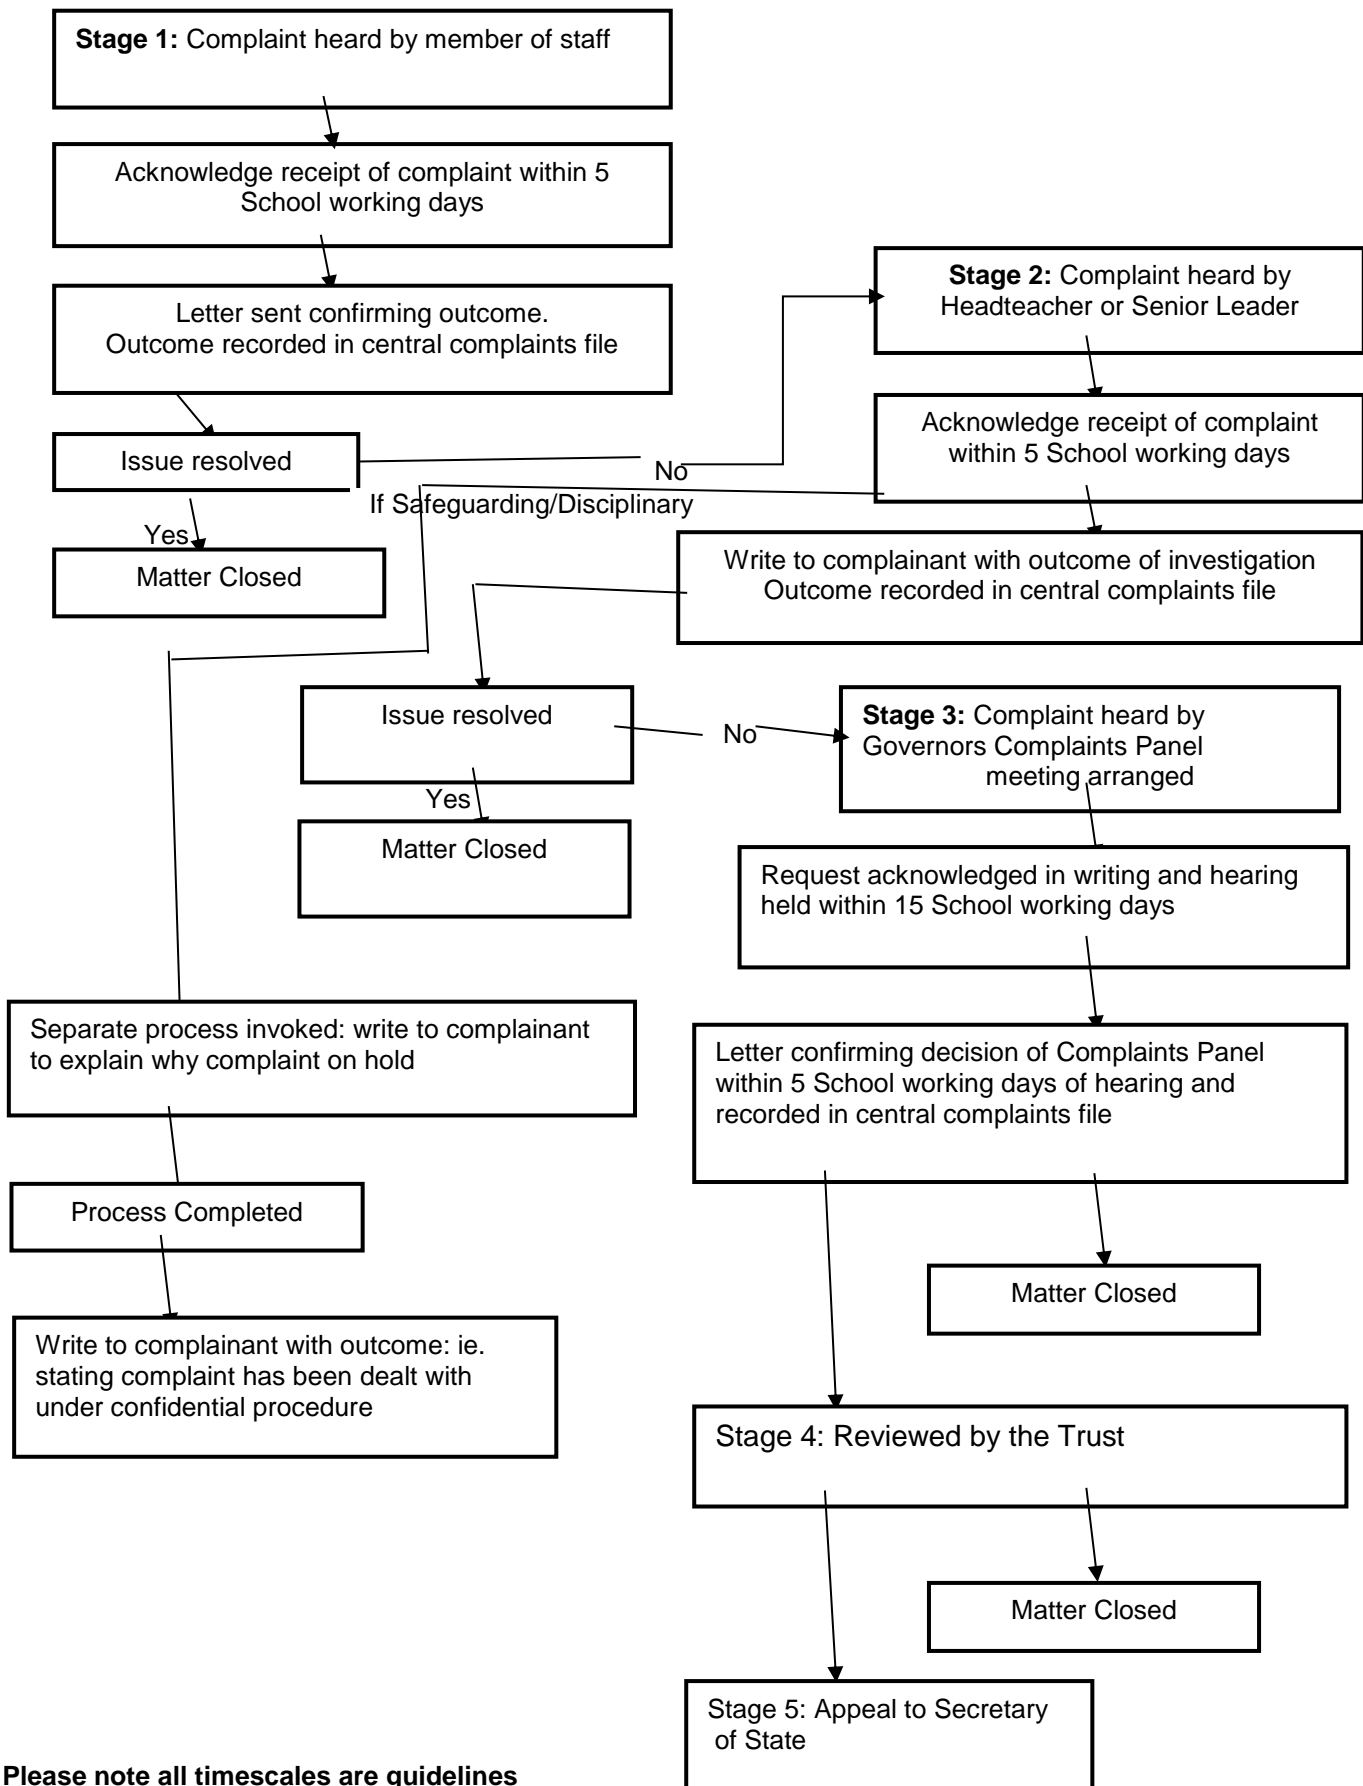 Stage 1: Complaint heard by member of staff
Acknowledge receipt of complaint within 5
School working days
Letter sent confirming outcome.
Outcome recorded in central complaints file
Issue resolved
No
If Safeguarding/Disciplinary
Yes
Matter Closed
Stage 2: Complaint heard by
Headteacher or Senior Leader
Acknowledge receipt of complaint
within 5 School working days
Write to complainant with outcome of investigation
Outcome recorded in central complaints file
Issue resolved
No
Yes
Matter Closed
Stage 3: Complaint heard by
Governors Complaints Panel
meeting arranged
Request acknowledged in writing and hearing
held within 15 School working days
Separate process invoked: write to complainant
to explain why complaint on hold
Letter confirming decision of Complaints Panel
within 5 School working days of hearing and
recorded in central complaints file
Process Completed
Matter Closed
Write to complainant with outcome: ie.
stating complaint has been dealt with
under confidential procedure
Stage 4: Reviewed by the Trust
Matter Closed
Stage 5: Appeal to Secretary
of State
Please note all timescales are guidelines